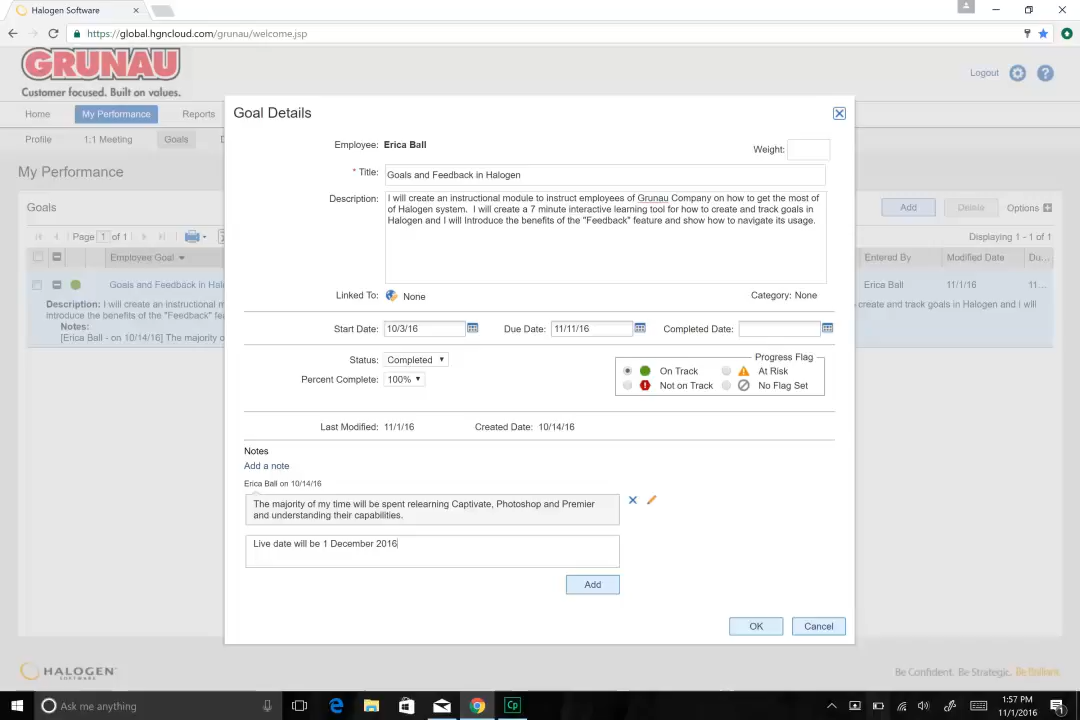 Halogen Software
https://global.hgncloud.com/grunau/welcome.jsp
GRUNAU
Customer focused. Built on values.
Logout
Home My Performance Reports
Profile 1:1 Meeting Goals
My Performance
Goals
Add Delete Options
Page 1 of 1
Displaying 1 - 1 of 1
Employee Goal
Entered By Modified Date Du...
Goals and Feedback in Hal
Erica Ball 11/1/16 11...
Description: I will create an instructional m
create and track goals in Halogen and I will
introduce the benefits of the "Feedback" fea
Notes:
[Erica Ball - on 10/14/16] The majority o
Goal Details
Employee: Erica Ball
Weight:
* Title: Goals and Feedback in Halogen
Description: I will create an instructional module to instruct employees of Grunau Company on how to get the most of
of Halogen system. I will create a 7 minute interactive learning tool for how to create and track goals in
Halogen and I will Introduce the benefits of the "Feedback" feature and show how to navigate its usage.
Linked To: None
Category: None
Start Date: 10/3/16 Due Date: 11/11/16 Completed Date:
Status: Completed
Percent Complete: 100%
Progress Flag
On Track At Risk
Not on Track No Flag Set
Last Modified: 11/1/16 Created Date: 10/14/16
Notes
Add a note
Erica Ball on 10/14/16
The majority of my time will be spent relearning Captivate, Photoshop and Premier
and understanding their capabilities.
Live date will be 1 December 2016
Add
OK Cancel
HALOGEN
SOFTWARE
Be Confident. Be Strategic. Be Brilliant.
Ask me anything
Cp
1:57 PM
11/1/2016
1